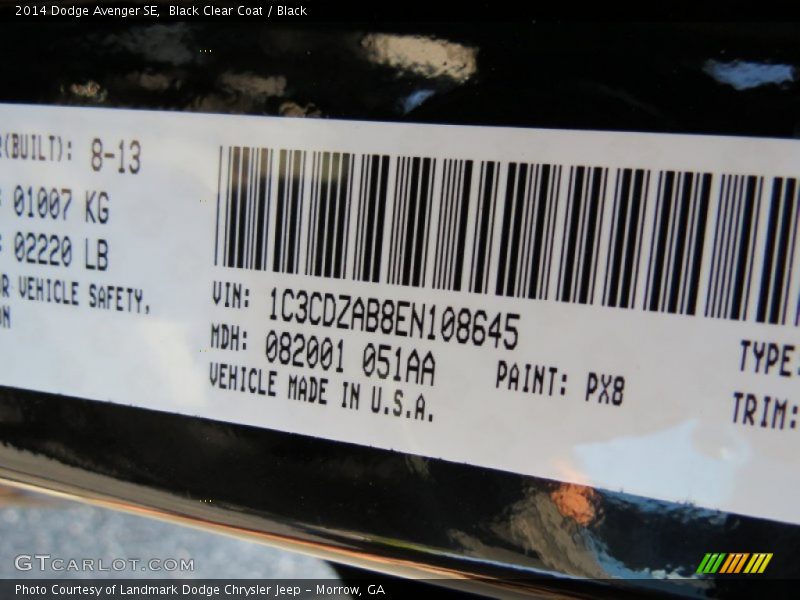 2014 Dodge Avenger SE, Black Clear Coat / Black
(BUILT): 8-13
01007 KG
02220 LB
VEHICLE SAFETY.
VIN: 1C3CDZAB8EN108645
MDH: 082001 051AA
PAINT: PX8
VEHICLE MADE IN U.S.A.
TYPE:
TRIM:
GTCARLOT.COM
Photo Courtesy of Landmark Dodge Chrysler Jeep - Morrow, GA